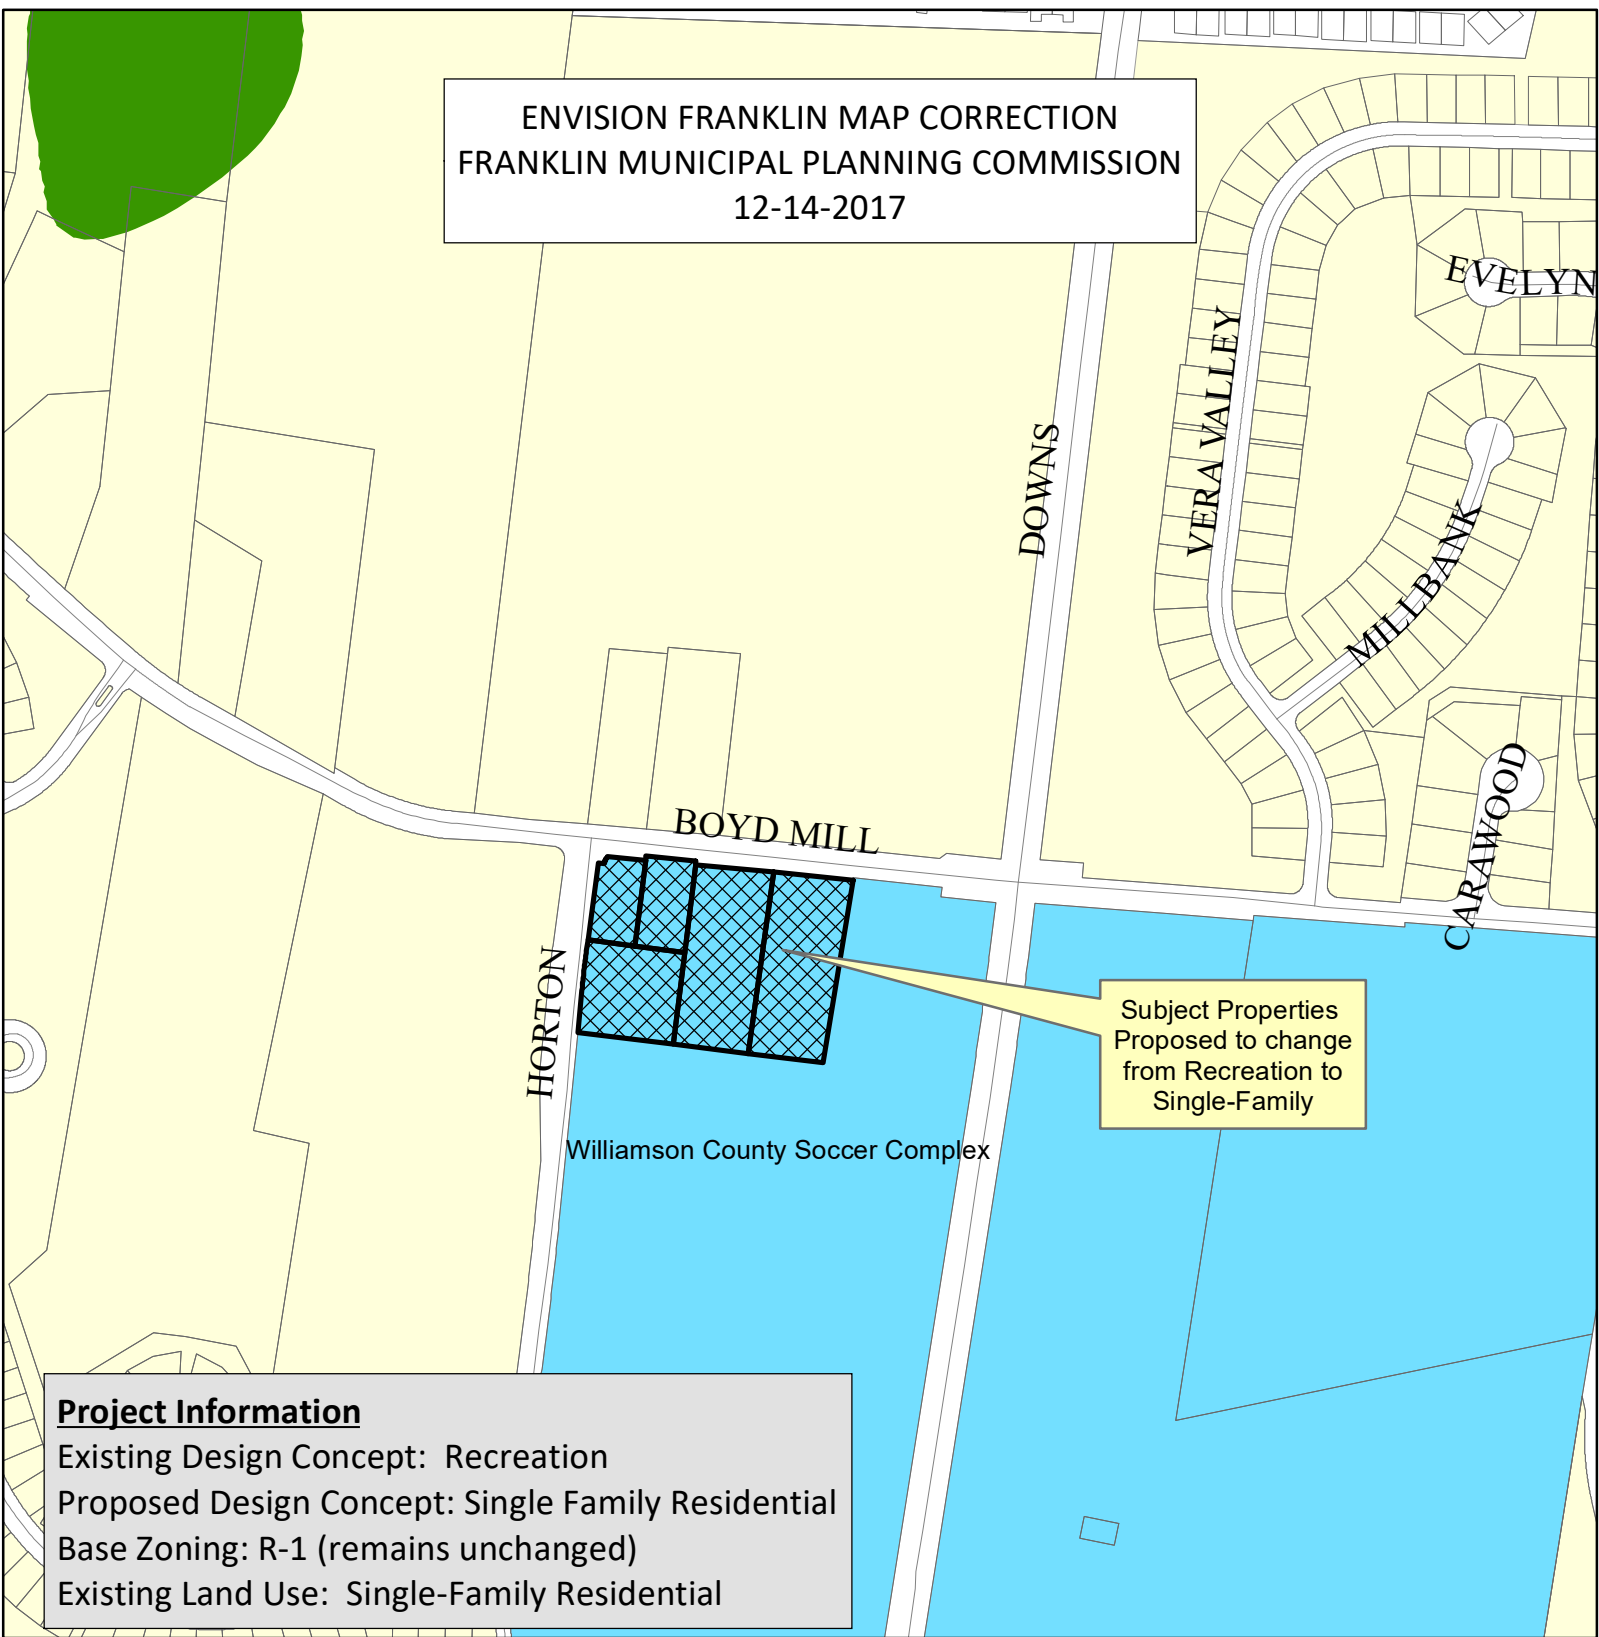 ENVISION FRANKLIN MAP CORRECTION
FRANKLIN MUNICIPAL PLANNING COMMISSION
12-14-2017
EVELYN
VERA VALLEY
DOWNS
MILLBANK
BOYD MILL
CARAWOOD
HORTON
Subject Properties
Proposed to change
from Recreation to
Single-Family
Williamson County Soccer Complex
Project Information
Existing Design Concept: Recreation
Proposed Design Concept: Single Family Residential
Base Zoning: R-1 (remains unchanged)
Existing Land Use: Single-Family Residential